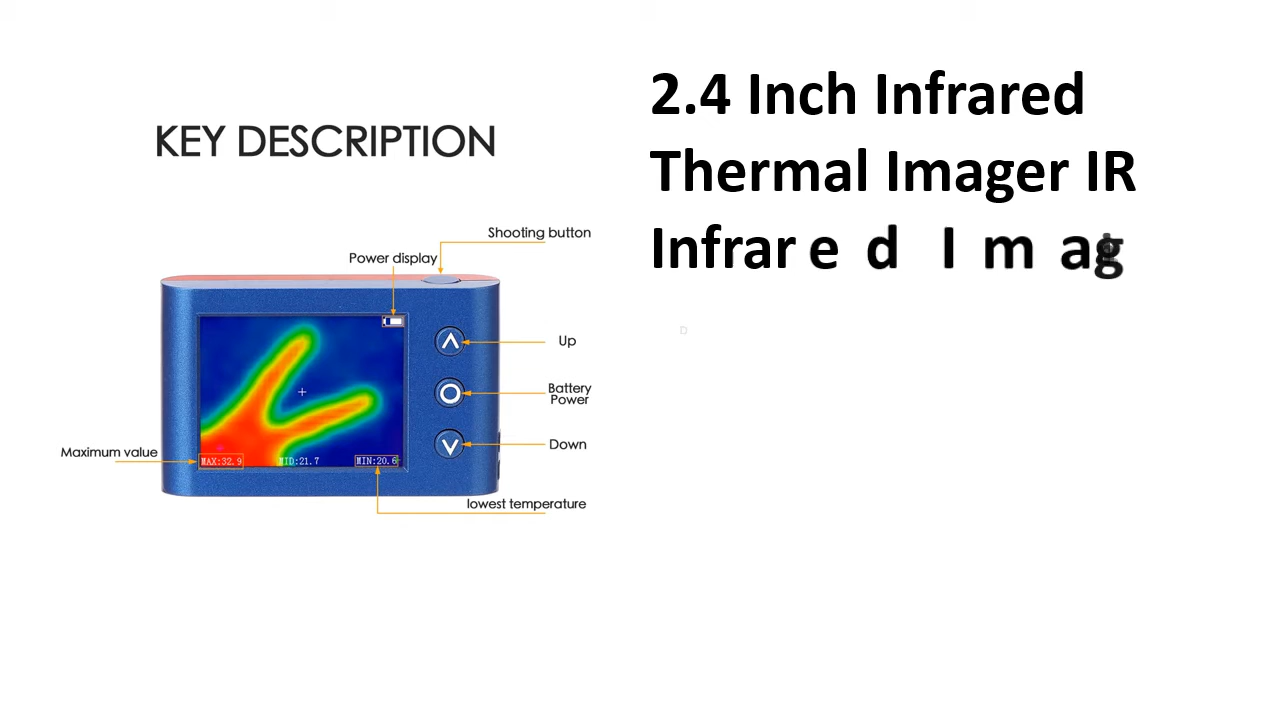 KEY DESCRIPTION
Shooting button
Power display
Up
Battery
Power
Down
Maximum value
MAX:32.9
MID:21.7
MIN:20.6
lowest temperature
2.4 Inch Infrared
Thermal Imager IR
Infrared Imag